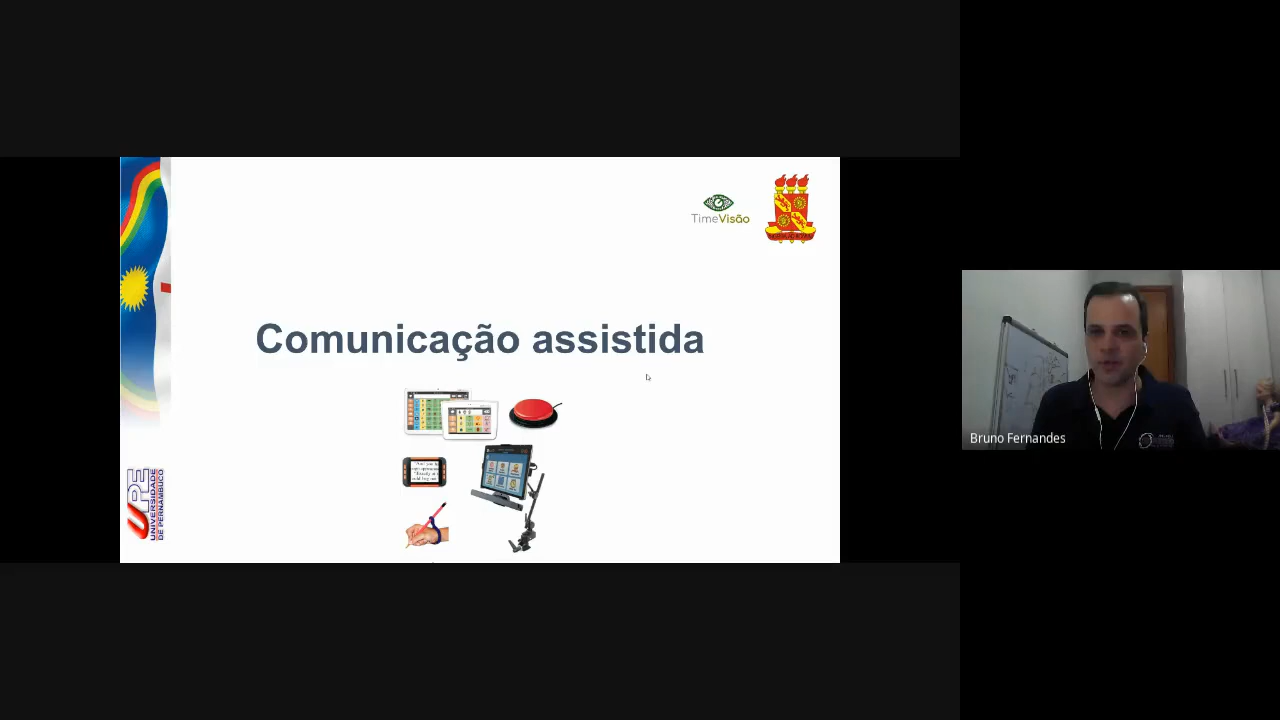 TimeVisão
Comunicação assistida
UPE
UNIVERSIDADE
DE PERNAMBUCO
Bruno Fernandes